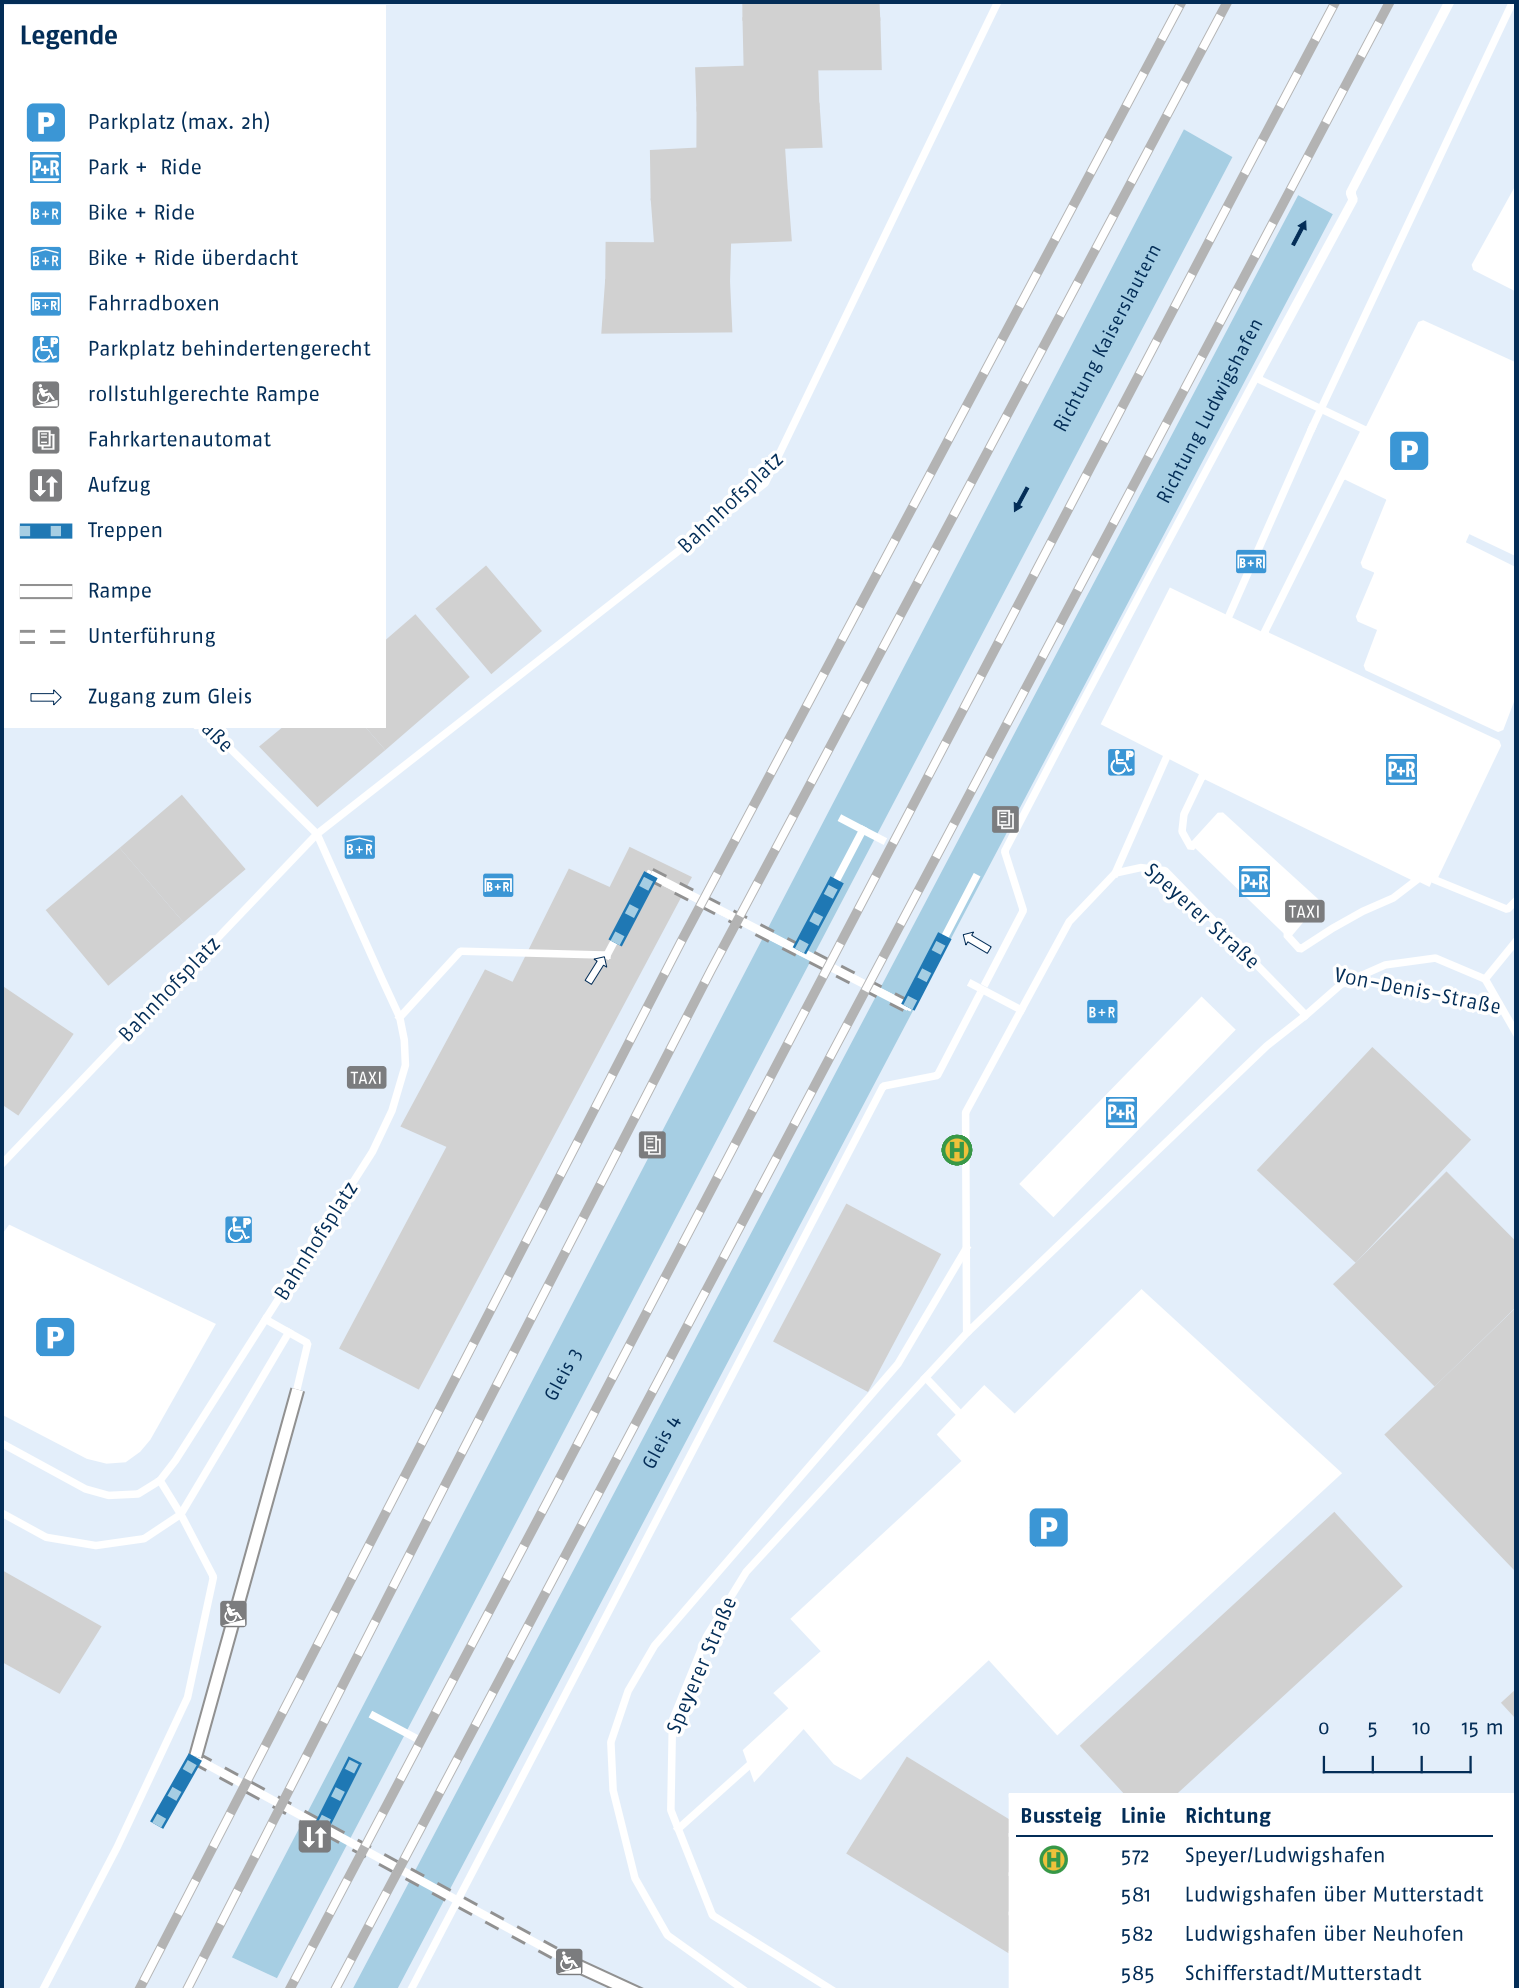 Legende
P Parkplatz (max. 2h)
P+R Park + Ride
B+R Bike + Ride
B+R Bike + Ride überdacht
B+R Fahrradboxen
P Parkplatz behindertengerecht
rollstuhlgerechte Rampe
Fahrkartenautomat
Aufzug
Treppen
Rampe
Unterführung
Zugang zum Gleis
aße
Richtung Kaiserslautern
Richtung Ludwigshafen
Bahnhofsplatz
P
B+R
P
P+R
B+R
B+R
P+R
TAXI
Speyerer Straße
Von-Denis-Straße
Bahnhofsplatz
B+R
TAXI
P+R
H
Bahnhofsplatz
P
P
Gleis 3
Gleis 4
P
Speyerer Straße
0 5 10 15 m
Bussteig Linie Richtung
H 572 Speyer/Ludwigshafen
581 Ludwigshafen über Mutterstadt
582 Ludwigshafen über Neuhofen
585 Schifferstadt/Mutterstadt